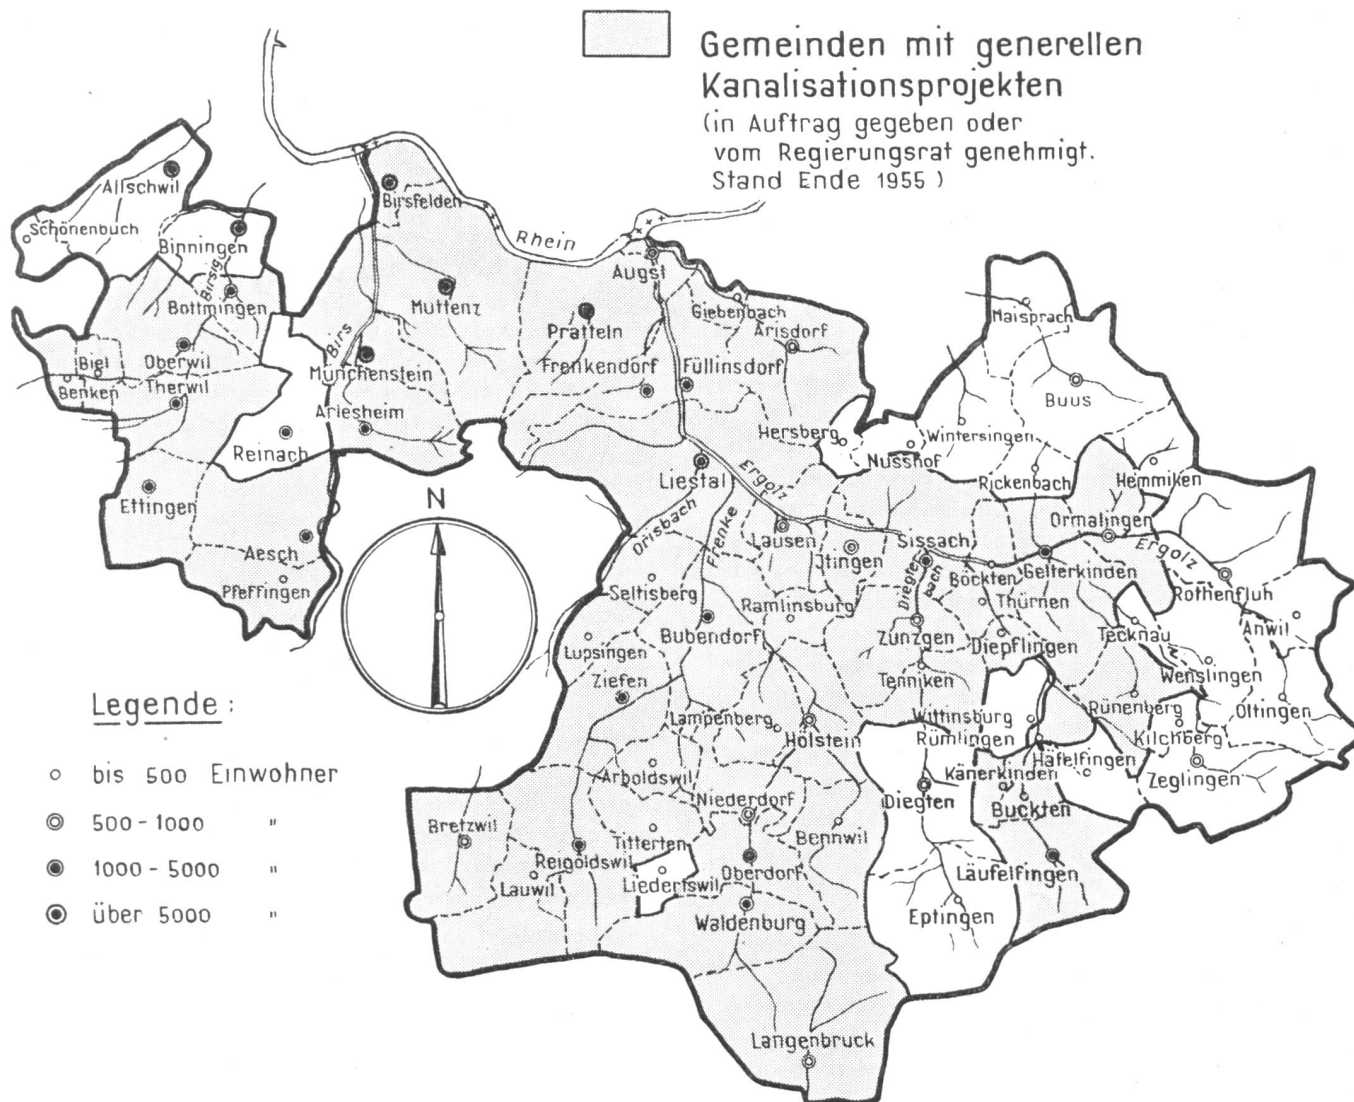 Gemeinden mit generellen
Kanalisationsprojekten
(in Auftrag gegeben oder
vom Regierungsrat genehmigt.
Stand Ende 1955)
Allschwil
Schönenbuch
Binningen
Birsig
Bottmingen
Birsfelden
Rhein
Augst
Muttenz
Pratteln
Giebenbach
Arisdorf
Maisprach
Birs
Münchenstein
Frenkendorf
Füllinsdorf
Biel
Benken
Oberwil
Therwil
Arlesheim
Reinach
Buus
Hersberg
Nusshof
Wintersingen
Rickenbach
Hemmiken
Ettingen
Aesch
Pfeffingen
N
Liestal
Ergolz
Orisbach
Frenke
Lausen
Itingen
Sissach
Ormalingen
Ergolz
Böckten
Gelterkinden
Rothenfluh
Anwil
Seltisberg
Ramlinsburg
Diegter
bach
Thürnen
Bubendorf
Zunzgen
Diepflingen
Tecknau
Lupsingen
Wenslingen
Ziefen
Tenniken
Rünenberg
Oltingen
Lampenberg
Hölstein
Wittinsburg
Rümlingen
Kilchberg
Arboldswil
Känerkinden
Häfelfingen
Zeglingen
Niederdorf
Diegten
Buckten
Bretzwil
Titterten
Bennwil
Reigoldswil
Lauwil
Liedertswil
Oberdorf
Läufelfingen
Waldenburg
Eptingen
Langenbruck
Legende:
bis 500 Einwohner
500-1000 "
1000-5000 "
über 5000 "